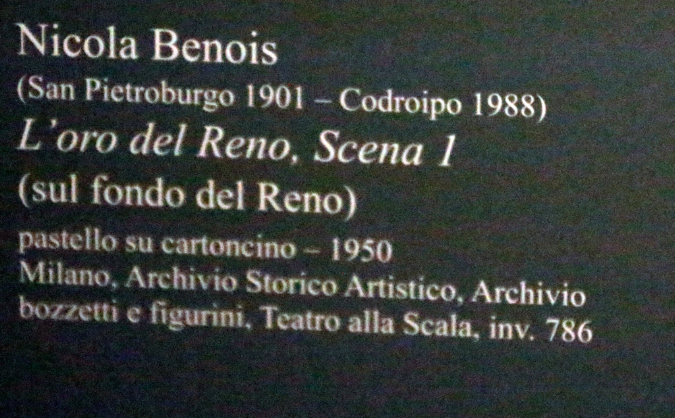 Nicola Benois
(San Pietroburgo 1901 – Codroipo 1988)
L'oro del Reno, Scena 1
(sul fondo del Reno)
pastello su cartoncino – 1950
Milano, Archivio Storico Artistico, Archivio
bozzetti e figurini, Teatro alla Scala, inv. 786